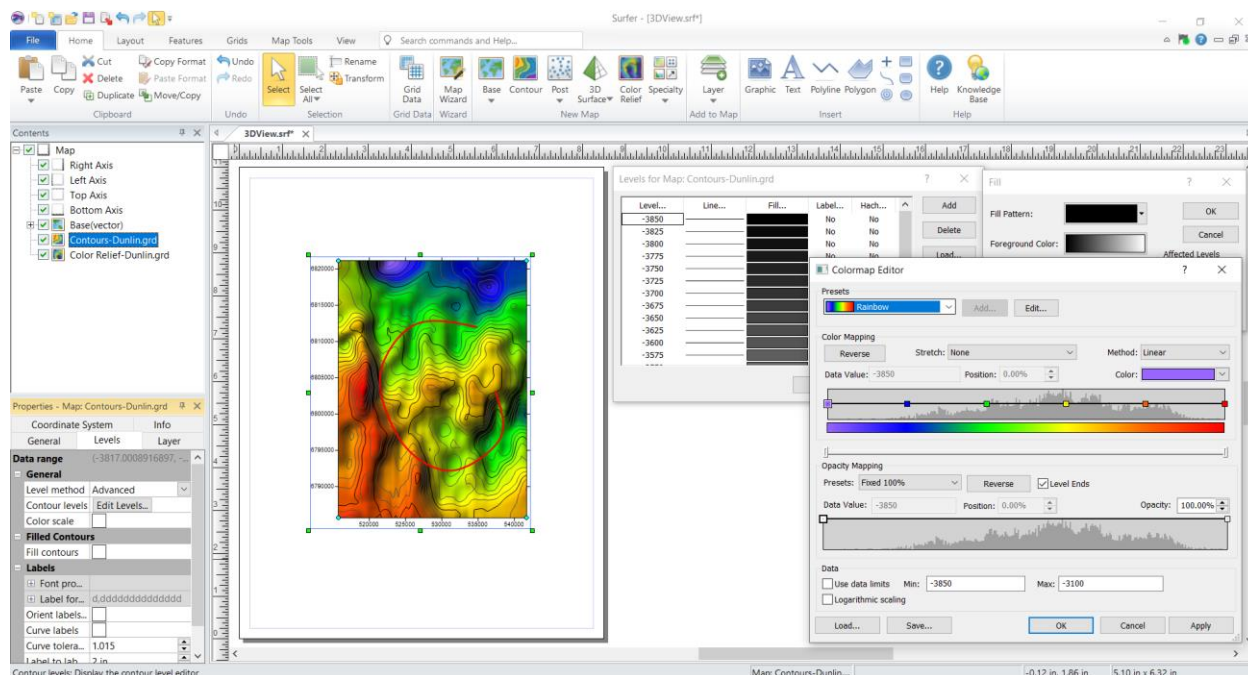 Surfer - [3DView.srf*]
File Home Layout Features Grids Map Tools View Search commands and Help...
Paste Copy Cut Delete Duplicate Copy Format Paste Format Move/Copy
Undo Redo
Select Select All Rename Transform
Grid Data Map Wizard Base Contour Post 3D Surface Color Relief Specialty Layer Graphic Text Polyline Polygon Help Knowledge Base
Clipboard Undo Selection Grid Data Wizard New Map Add to Map Insert Help
Contents
3DView.srf*
Map
Right Axis
Left Axis
Top Axis
Bottom Axis
Base(vector)
Contours-Dunlin.grd
Color Relief-Dunlin.grd
Properties - Map: Contours-Dunlin.grd
Coordinate System Info
General Levels Layer
Data range (-3817.0008916897, -...
General
Level method Advanced
Contour levels Edit Levels...
Color scale
Filled Contours
Fill contours
Labels
Font pro...
Label for... d,dddddddddddddd
Orient labels...
Curve labels
Curve tolera... 1.015
Label to lab... 2 in
Contour levels: Display the contour level editor
6820000
6815000
6810000
6805000
6800000
6795000
6790000
520000 525000 530000 535000 540000
Levels for Map: Contours-Dunlin.grd ?
Level... Line... Fill... Label... Hach... Add
-3850 No No
-3825 No No Delete
-3800 No No
-3775 No No Load...
-3750
-3725
-3700
-3675
-3650
-3625
-3600
-3575
Fill ?
Fill Pattern: OK
Cancel
Foreground Color:
Affected Levels
Colormap Editor ?
Presets
Rainbow Add... Edit...
Color Mapping
Reverse Stretch: None Method: Linear
Data Value: -3850 Position: 0.00% Color:
Opacity Mapping
Presets: Fixed 100% Reverse Level Ends
Data Value: -3850 Position: 0.00% Opacity: 100.00%
Data
Use data limits Min: -3850 Max: -3100
Logarithmic scaling
Load... Save... OK Cancel Apply
Map: Contours-Dunlin... -0.12 in, 1.86 in 5.10 in x 6.32 in